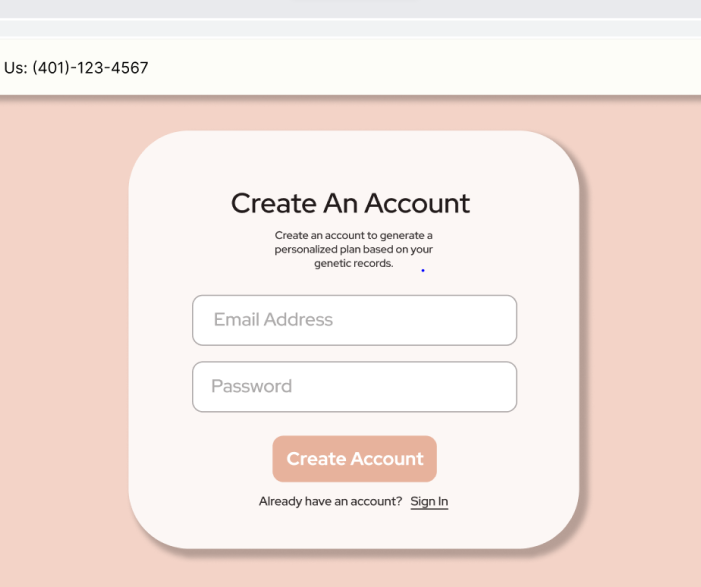 Us: (401)-123-4567
Create An Account
Create an account to generate a
personalized plan based on your
genetic records.
Email Address
Password
Create Account
Already have an account? Sign In